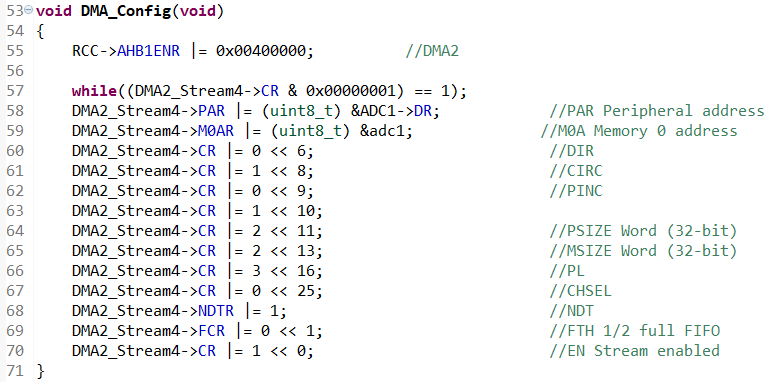 53 void DMA_Config(void)
54 {
55     RCC->AHB1ENR |= 0x00400000;          //DMA2
56
57     while((DMA2_Stream4->CR & 0x00000001) == 1);
58     DMA2_Stream4->PAR |= (uint8_t) &ADC1->DR;            //PAR Peripheral address
59     DMA2_Stream4->M0AR |= (uint8_t) &adc1;              //M0A Memory 0 address
60     DMA2_Stream4->CR |= 0 << 6;                          //DIR
61     DMA2_Stream4->CR |= 1 << 8;                          //CIRC
62     DMA2_Stream4->CR |= 0 << 9;                          //PINC
63     DMA2_Stream4->CR |= 1 << 10;
64     DMA2_Stream4->CR |= 2 << 11;                         //PSIZE Word (32-bit)
65     DMA2_Stream4->CR |= 2 << 13;                         //MSIZE Word (32-bit)
66     DMA2_Stream4->CR |= 3 << 16;                         //PL
67     DMA2_Stream4->CR |= 0 << 25;                         //CHSEL
68     DMA2_Stream4->NDTR |= 1;                             //NDT
69     DMA2_Stream4->FCR |= 0 << 1;                         //FTH 1/2 full FIFO
70     DMA2_Stream4->CR |= 1 << 0;                          //EN Stream enabled
71 }